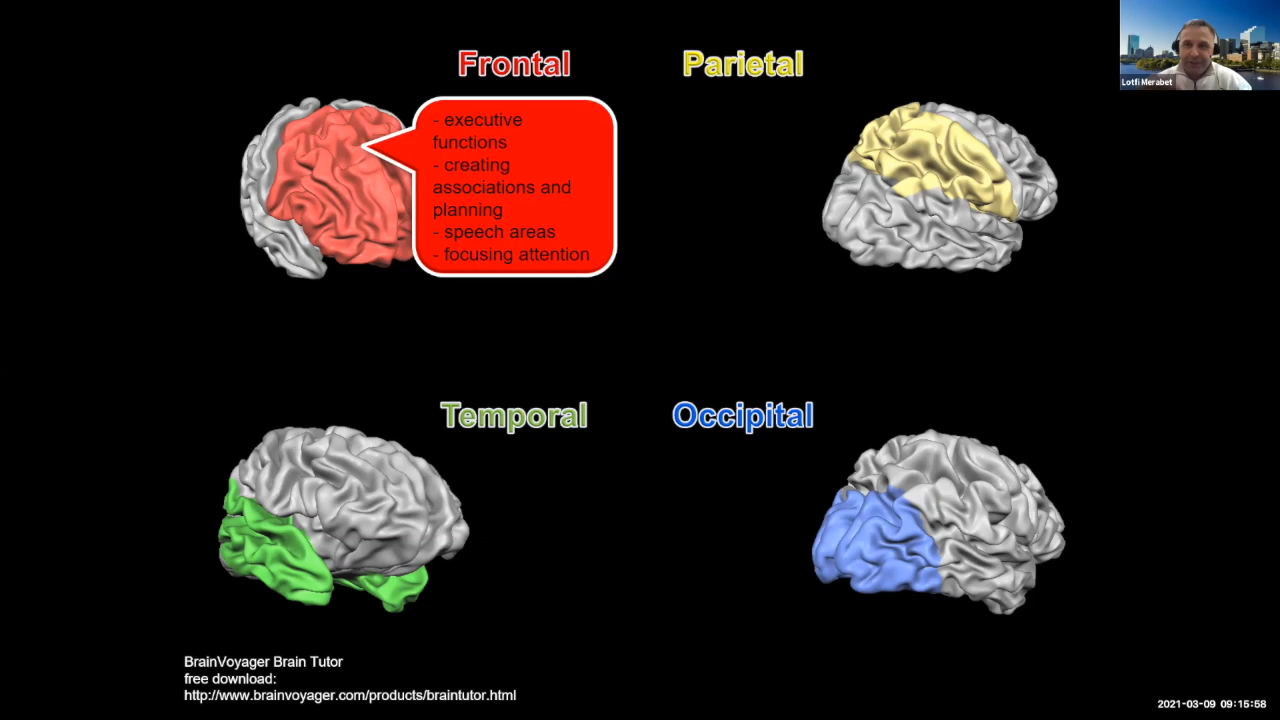 Frontal
Parietal
Lotfi Merabet
- executive
functions
- creating
associations and
planning
- speech areas
- focusing attention
Temporal
Occipital
BrainVoyager Brain Tutor
free download:
http://www.brainvoyager.com/products/braintutor.html
2021-03-09 09:15:58